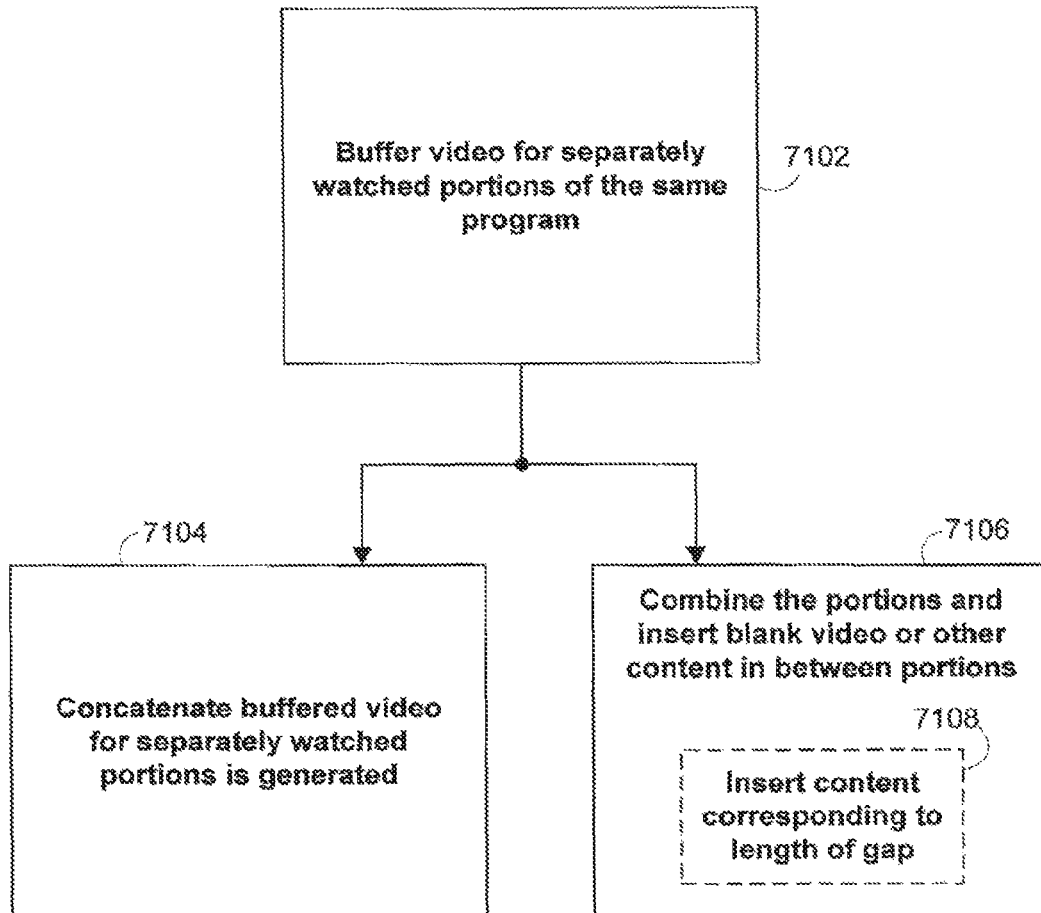 Buffer video for separately
watched portions of the same
program
7102
7104
Concatenate buffered video
for separately watched
portions is generated
7106
Combine the portions and
insert blank video or other
content in between portions
7108
Insert content
corresponding to
length of gap